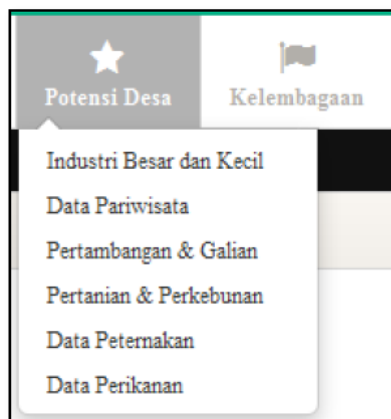 Potensi Desa
Kelembagaan
Industri Besar dan Kecil
Data Pariwisata
Pertambangan & Galian
Pertanian & Perkebunan
Data Peternakan
Data Perikanan